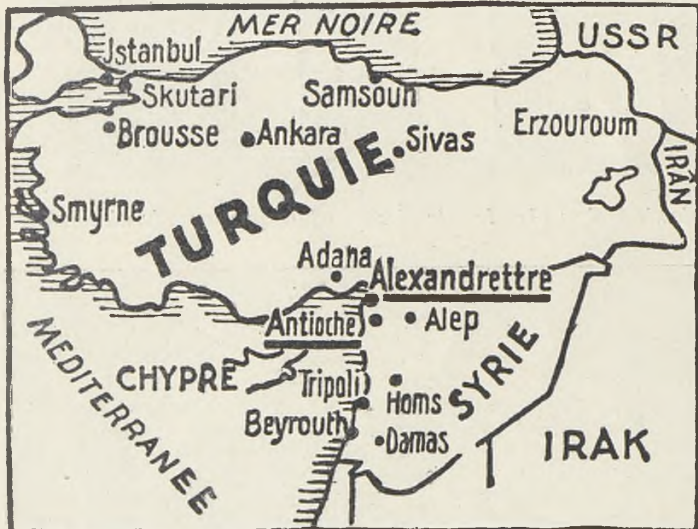 MER NOIRE
USSR
Istanbul
Skutari
Samsoun
Brousse
Ankara
Sivas
Erzouroum
IRAN
TURQUIE
Smyrne
Adana
Alexandrettre
Antioche
Alep
MEDITERRANEE
CHYPRE
Tripoli
Homs
SYRIE
Beyrouth
Damas
IRAK